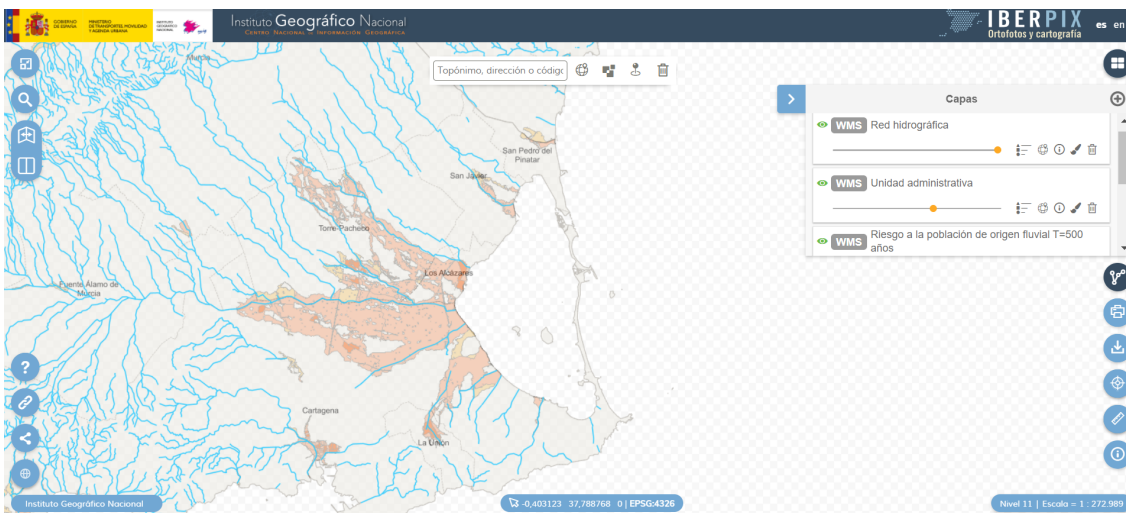 GOBIERNO
DE ESPAÑA
MINISTERIO
DE TRANSPORTES, MOVILIDAD
Y AGENDA URBANA
INSTITUTO
GEOGRÁFICO
NACIONAL
Instituto Geográfico Nacional
CENTRO NACIONAL DE INFORMACIÓN GEOGRÁFICA
IBERPIX
Ortofotos y cartografía
es en
Topónimo, dirección o códig
Capas
WMS Red hidrográfica
WMS Unidad administrativa
WMS Riesgo a la población de origen fluvial T=500
años
Murcia
San Pedro del
Pinatar
San Javier
Torre-Pacheco
Los Alcázares
Fuente Álamo de
Murcia
Cartagena
La Unión
?
Instituto Geográfico Nacional
-0,403123 37,788768 0 | EPSG:4326
Nivel 11 | Escala = 1 : 272.989